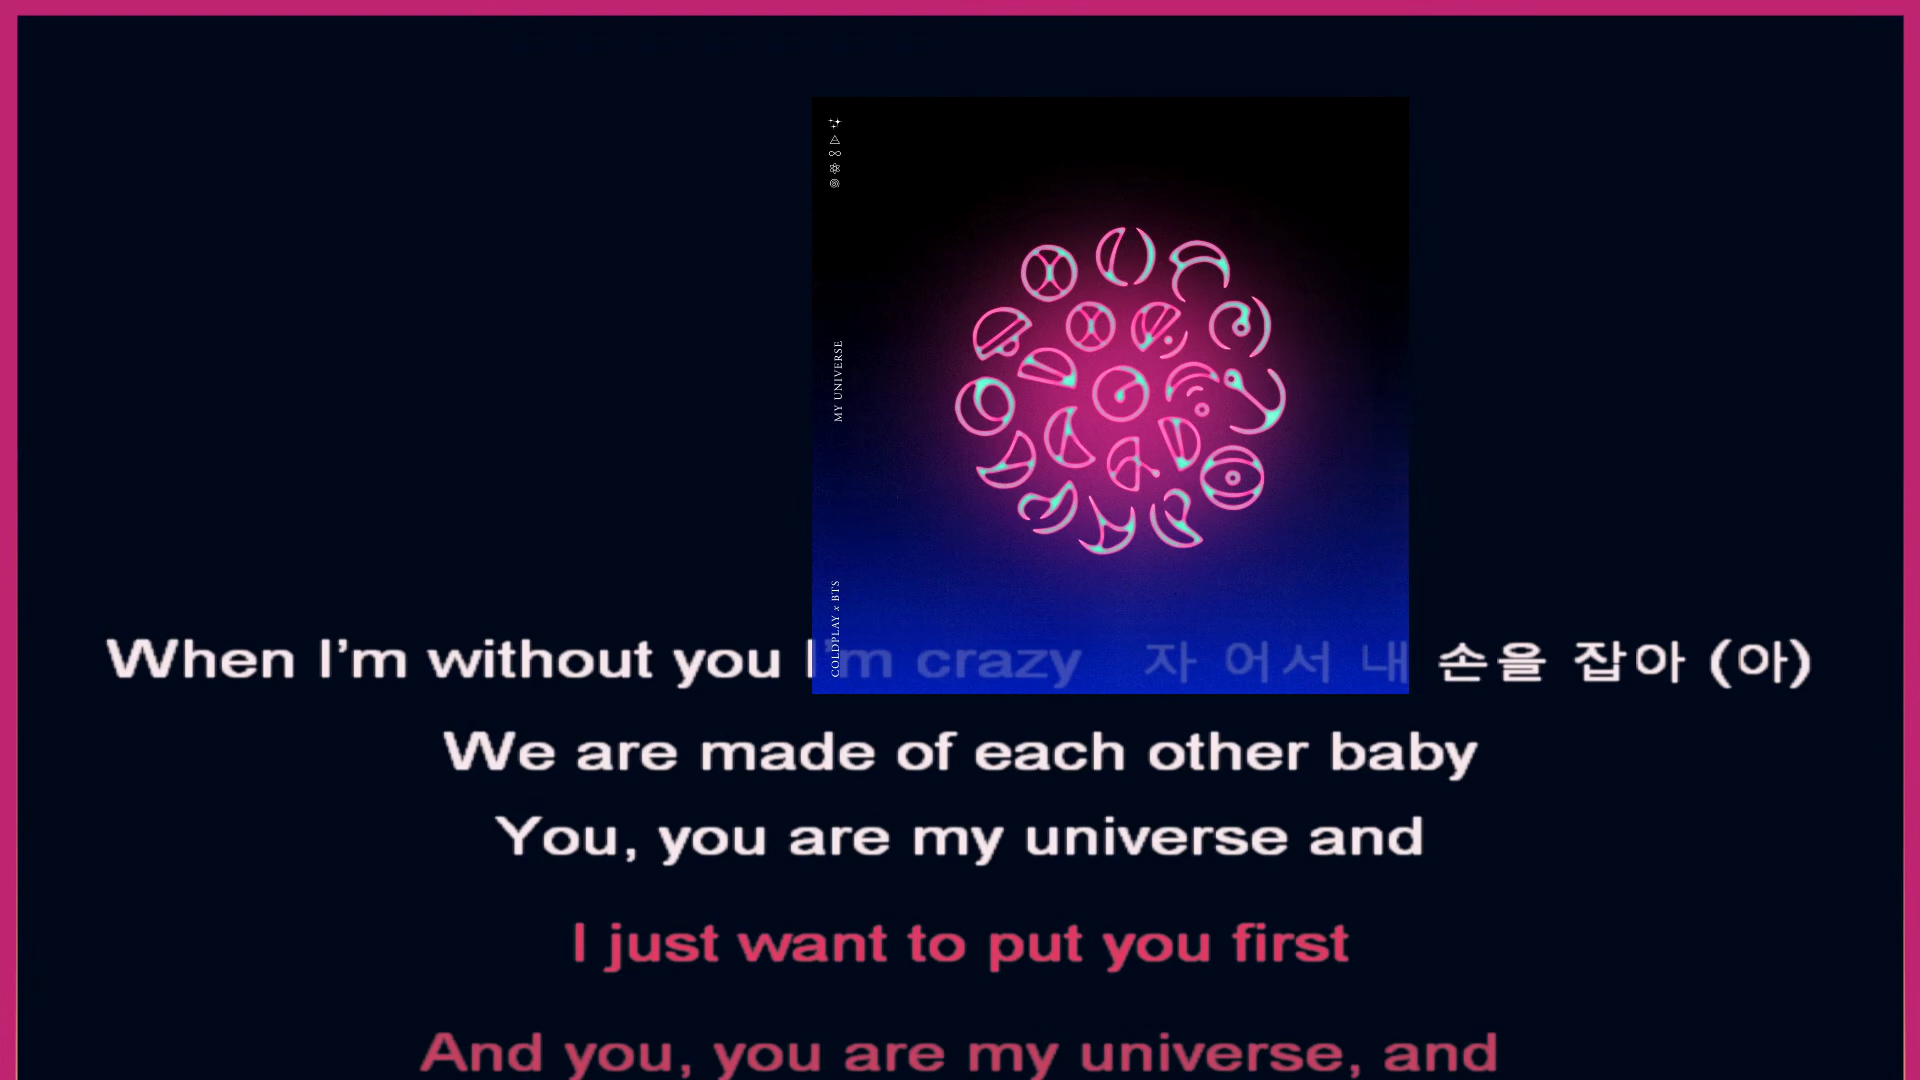 MY UNIVERSE
COLDPLAY x BTS
When I'm without you I'm crazy 자 어서 내 손을 잡아 (아)
We are made of each other baby
You, you are my universe and
I just want to put you first
And you, you are my universe, and